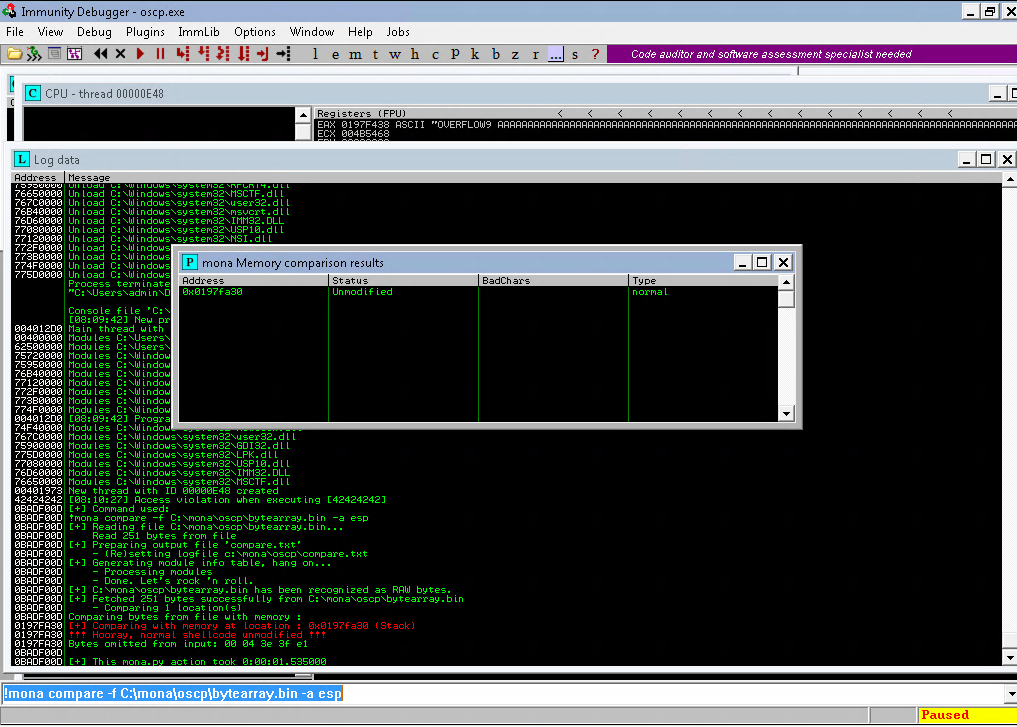 Immunity Debugger - oscp.exe
File View Debug Plugins ImmLib Options Window Help Jobs
l e m t w h c P k b z r ... s ? Code auditor and software assessment specialist needed
C CPU - thread 00000E48
Registers (FPU) < < < < < < < < < < < <
EAX 0197F438 ASCII "OVERFLOW9
ECX 004B5468
L Log data
Address Message
75950000 Unload C:\Windows\system32\RPCRT4.dll
76650000 Unload C:\Windows\system32\MSCTF.dll
767C0000 Unload C:\Windows\system32\user32.dll
76B40000 Unload C:\Windows\system32\msvcrt.dll
76D60000 Unload C:\Windows\system32\IMM32.DLL
77080000 Unload C:\Windows\system32\USP10.dll
77120000 Unload C:\Windows\system32\NSI.dll
772F0000 Unload C:\Windo
773B0000 Unload C:\Windo
774F0000 Unload C:\Windo
775D0000 Unload C:\Windo
Process terminate
"C:\Users\admin\D
Console file 'C:\
[08:09:42] New pr
004012D0 Main thread with
00400000 Modules C:\Users\
62500000 Modules C:\Users\
75720000 Modules C:\Window
75950000 Modules C:\Window
76B40000 Modules C:\Window
77120000 Modules C:\Window
772F0000 Modules C:\Window
773B0000 Modules C:\Window
774F0000 Modules C:\Window
004012D0 [08:09:42] Progra
74F40000 Modules C:\Windows\system32\
767C0000 Modules C:\Windows\system32\user32.dll
75900000 Modules C:\Windows\system32\GDI32.dll
775D0000 Modules C:\Windows\system32\LPK.dll
77080000 Modules C:\Windows\system32\USP10.dll
76D60000 Modules C:\Windows\system32\IMM32.DLL
76650000 Modules C:\Windows\system32\MSCTF.dll
00401973 New thread with ID 00000E48 created
42424242 [08:10:27] Access violation when executing [42424242]
0BADF00D [+] Command used:
0BADF00D !mona compare -f C:\mona\oscp\bytearray.bin -a esp
0BADF00D [+] Reading file C:\mona\oscp\bytearray.bin...
0BADF00D Read 251 bytes from file
0BADF00D [+] Preparing output file 'compare.txt'
0BADF00D - (Re)setting logfile c:\mona\oscp\compare.txt
0BADF00D [+] Generating module info table, hang on...
0BADF00D - Processing modules
0BADF00D - Done. Let's rock 'n roll.
0BADF00D [+] C:\mona\oscp\bytearray.bin has been recognized as RAW bytes.
0BADF00D [+] Fetched 251 bytes successfully from C:\mona\oscp\bytearray.bin
0BADF00D - Comparing 1 location(s)
0BADF00D Comparing bytes from file with memory :
0197FA30 [+] Comparing with memory at location : 0x0197fa30 (Stack)
0197FA30 !!! Hooray, normal shellcode unmodified !!!
0197FA30 Bytes omitted from input: 00 04 3e 3f e1
0BADF00D
0BADF00D [+] This mona.py action took 0:00:01.535000
P mona Memory comparison results
Address Status BadChars Type
0x0197fa30 Unmodified normal
!mona compare -f C:\mona\oscp\bytearray.bin -a esp
Paused